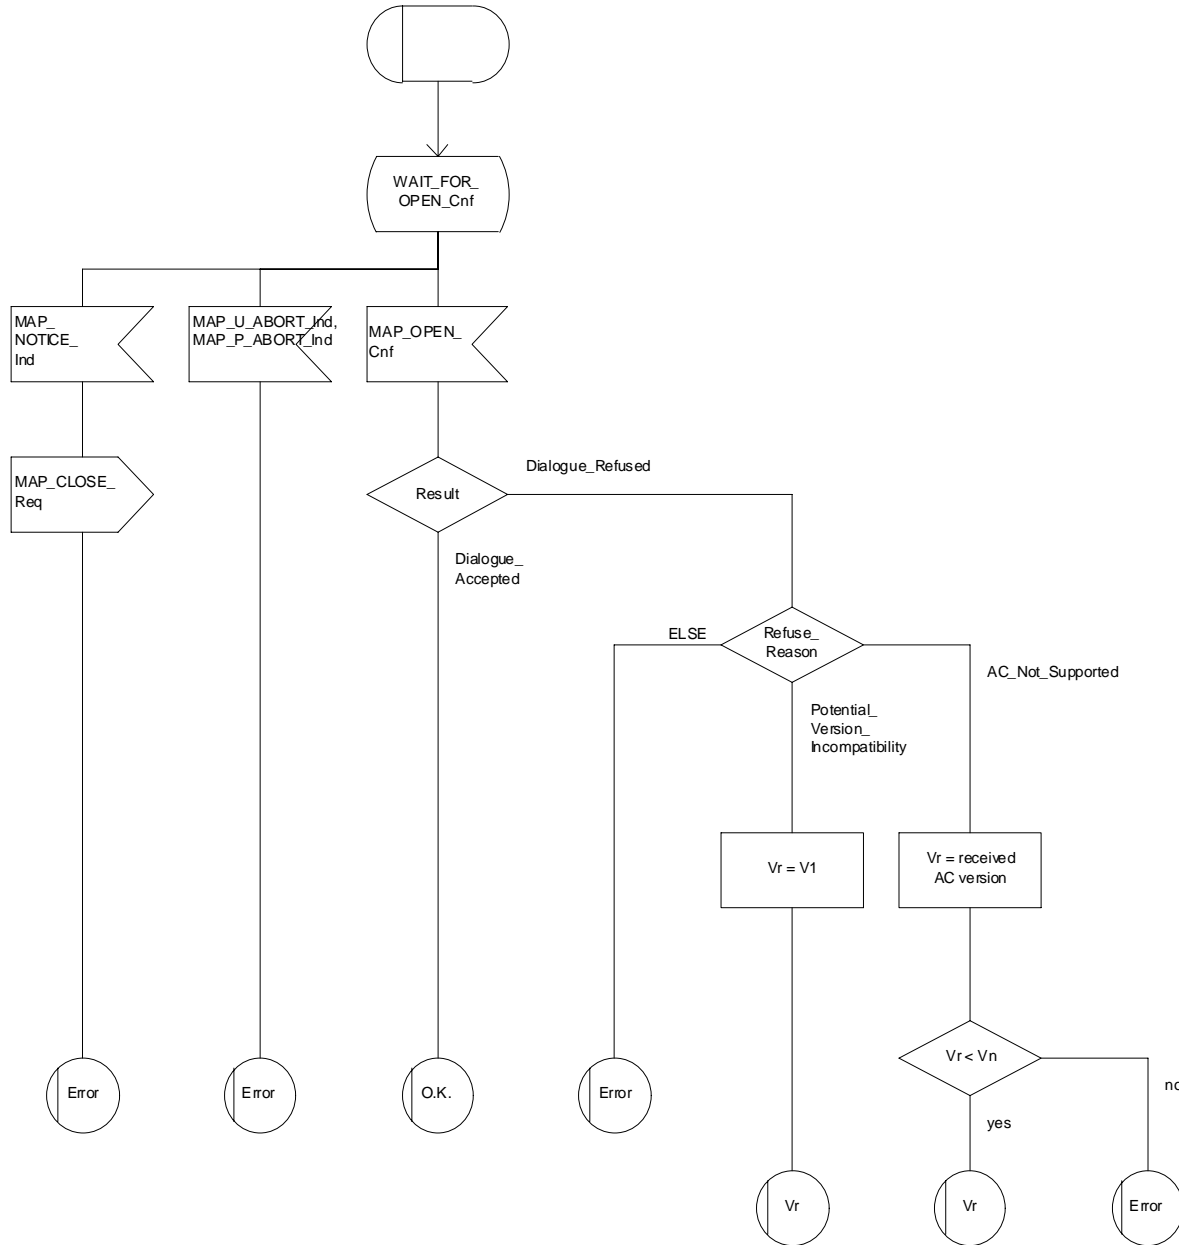 WAIT_FOR_
OPEN_Cnf
MAP_
NOTICE_
Ind
MAP_U_ABORT_Ind,
MAP_P_ABORT_Ind
MAP_OPEN_
Cnf
MAP_CLOSE_
Req
Result
Dialogue_Refused
Dialogue_
Accepted
ELSE
Refuse_
Reason
AC_Not_Supported
Potential_
Version_
Incompatibility
Vr = V1
Vr = received
AC version
Vr < Vn
no
yes
Error
Error
O.K.
Error
Vr
Vr
Error